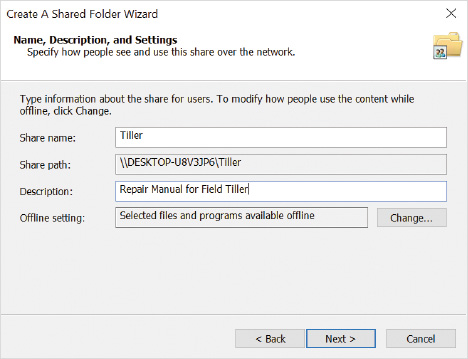 Create A Shared Folder Wizard
Name, Description, and Settings
Specify how people see and use this share over the network.
Type information about the share for users. To modify how people use the content while
offline, click Change.
Share name: Tiller
Share path: \\DESKTOP-U8V3JP6\Tiller
Description: Repair Manual for Field Tiller
Offline setting: Selected files and programs available offline Change...
< Back Next > Cancel